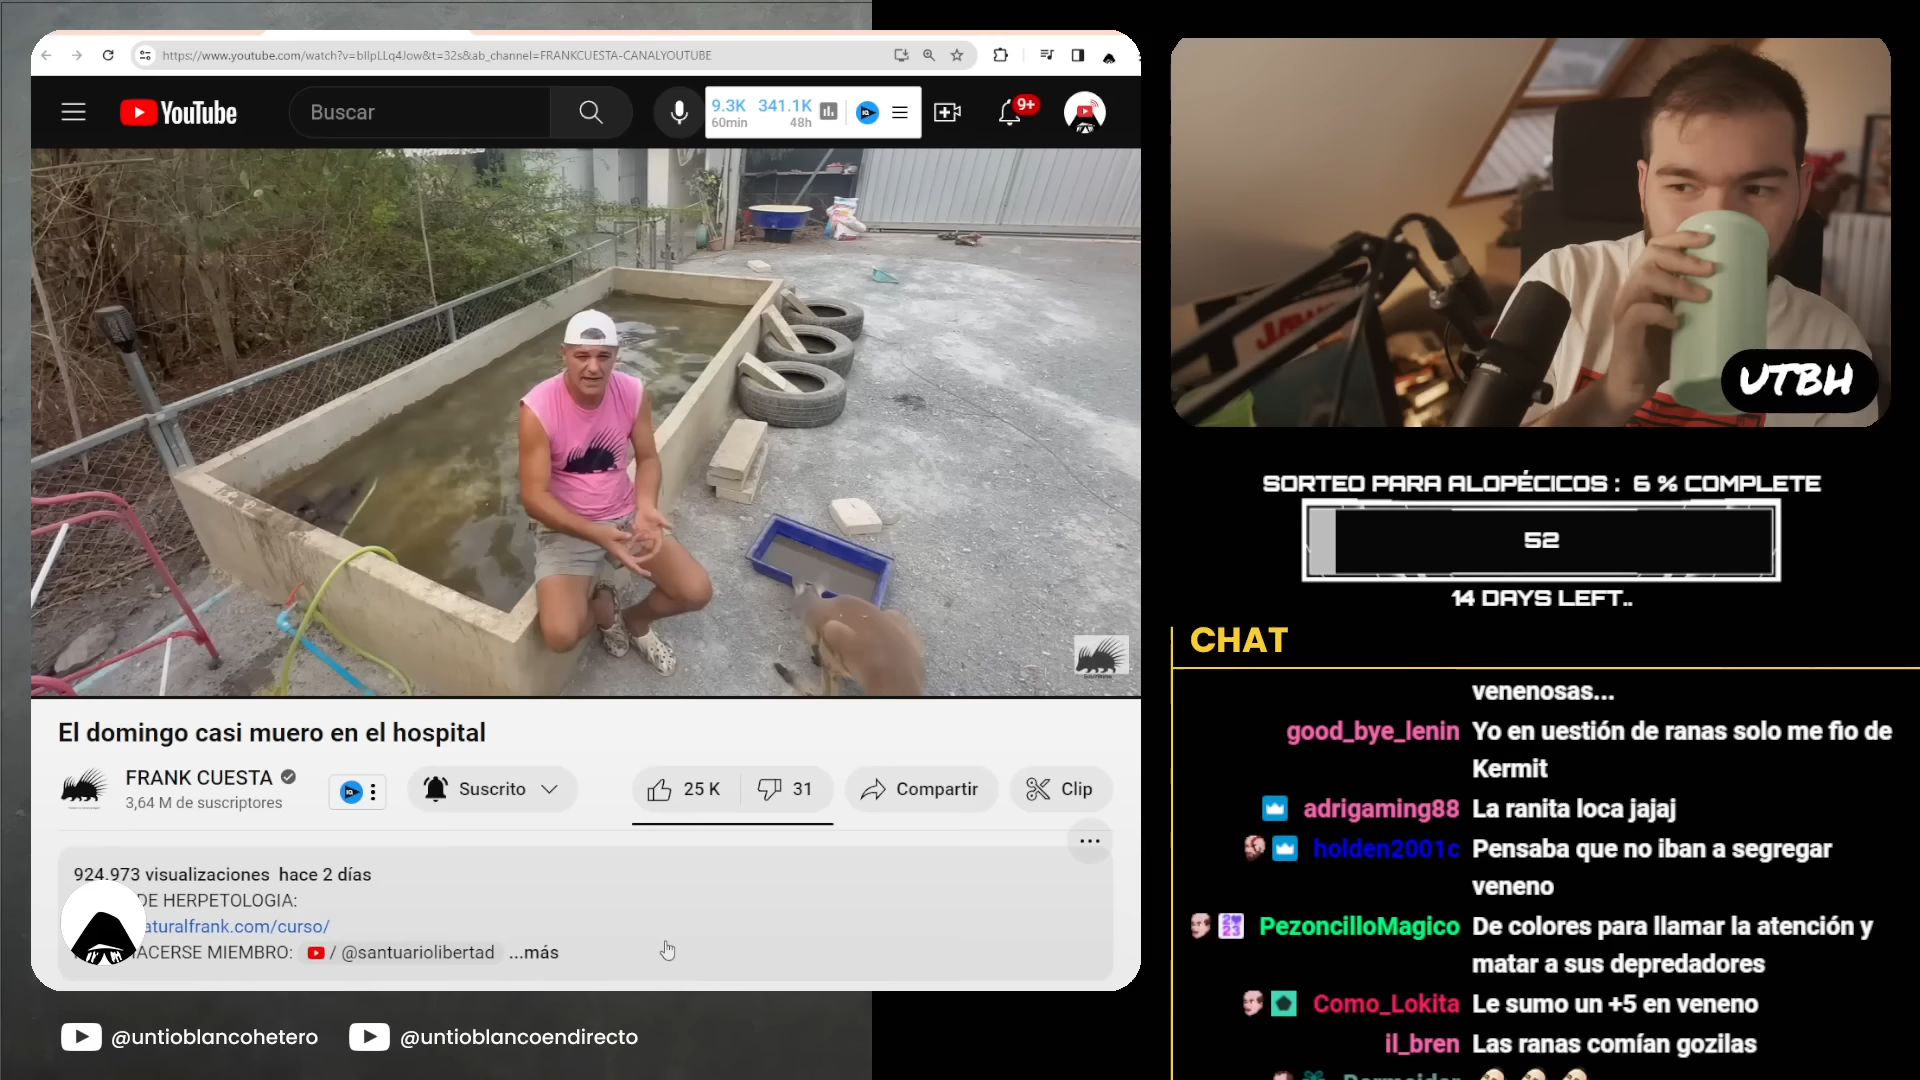 https://www.youtube.com/watch?v=bIlpLLq4Jow&t=32s&ab_channel=FRANKCUESTA-CANALYOUTUBE
YouTube
Buscar
9.3K 341.1K
60min 48h
9+
El domingo casi muero en el hospital
FRANK CUESTA
3,64 M de suscriptores
Suscrito
25 K
31
Compartir
Clip
924.973 visualizaciones hace 2 días
DE HERPETOLOGIA:
aturalfrank.com/curso/
ACERSE MIEMBRO: / @santuariolibertad ...más
@untioblancohetero
@untioblancoendirecto
UTBH
SORTEO PARA ALOPÉCICOS : 6 % COMPLETE
52
14 DAYS LEFT..
CHAT
venenosas...
good_bye_lenin Yo en uestión de ranas solo me fio de
Kermit
adrigaming88 La ranita loca jajaj
holden2001c Pensaba que no iban a segregar
veneno
PezoncilloMagico De colores para llamar la atención y
matar a sus depredadores
Como_Lokita Le sumo un +5 en veneno
il_bren Las ranas comían gozilas